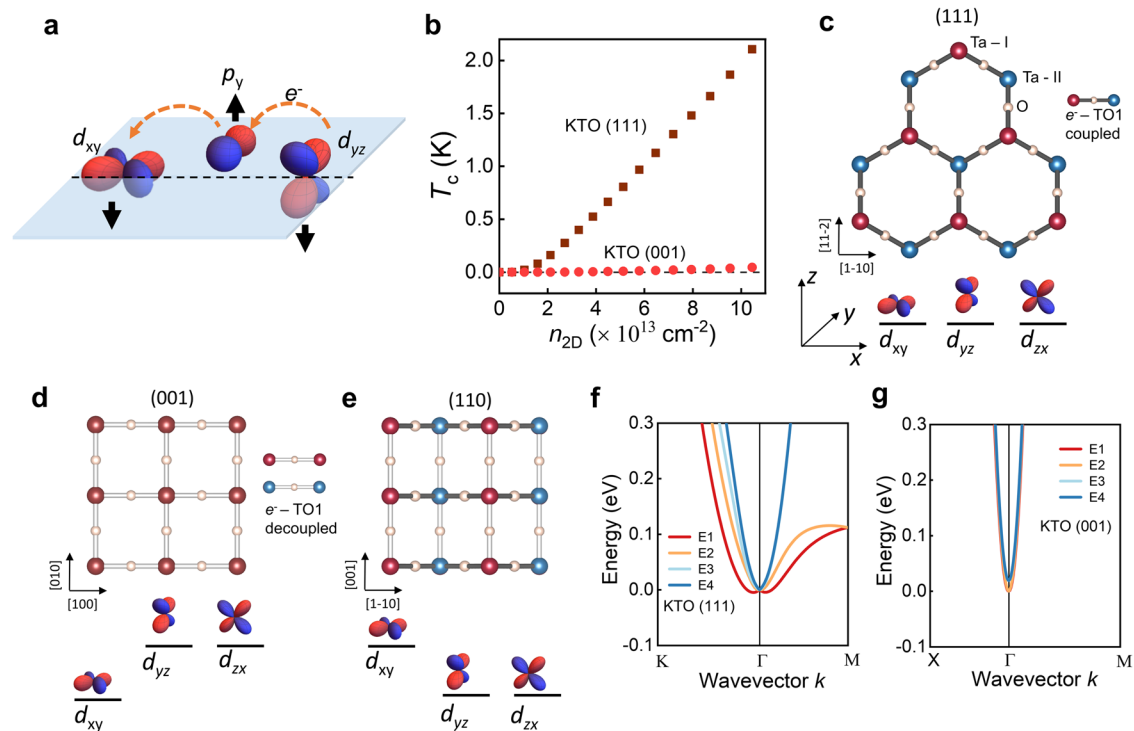 a
p_y
e⁻
d_xy
d_yz
b
T_c (K)
2.0
1.5
1.0
0.5
0.0
KTO (111)
KTO (001)
0 2 4 6 8 10
n_2D (× 10¹³ cm⁻²)
c
(111)
Ta – I
Ta - II
O
e⁻ – TO1
coupled
[11-2]
[1-10]
z
y
x
d_xy d_yz d_zx
d
(001)
e⁻ – TO1
decoupled
[010]
[100]
d_yz d_zx
d_xy
e
(110)
[001]
[1-10]
d_xy
d_yz d_zx
f
Energy (eV)
0.3
0.2
0.1
0.0
-0.1
E1
E2
E3
E4
KTO (111)
K Γ M
Wavevector k
g
Energy (eV)
0.3
0.2
0.1
0.0
-0.1
E1
E2
E3
E4
KTO (001)
X Γ M
Wavevector k